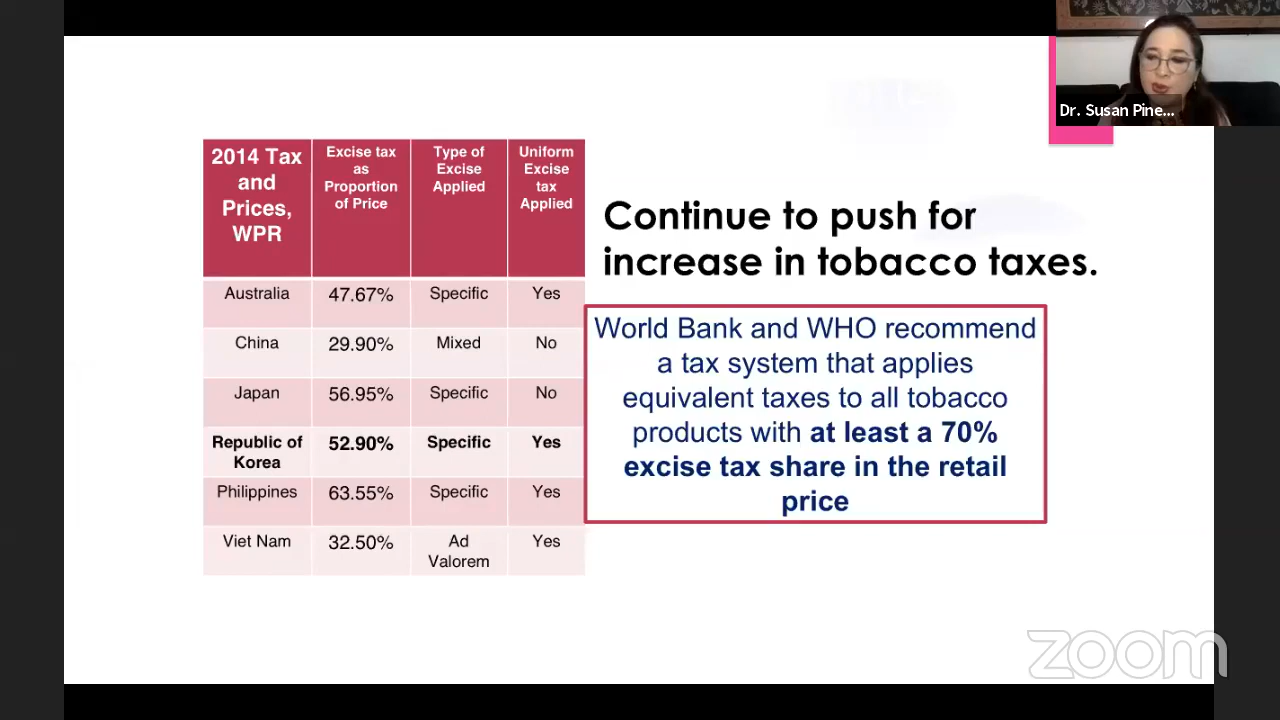 Dr. Susan Pine...
2014 Tax
and
Prices,
WPR
Excise tax
as
Proportion
of Price
Type of
Excise
Applied
Uniform
Excise
tax
Applied
Australia 47.67% Specific Yes
China 29.90% Mixed No
Japan 56.95% Specific No
Republic of
Korea 52.90% Specific Yes
Philippines 63.55% Specific Yes
Viet Nam 32.50% Ad
Valorem Yes
Continue to push for
increase in tobacco taxes.
World Bank and WHO recommend
a tax system that applies
equivalent taxes to all tobacco
products with at least a 70%
excise tax share in the retail
price
zoom